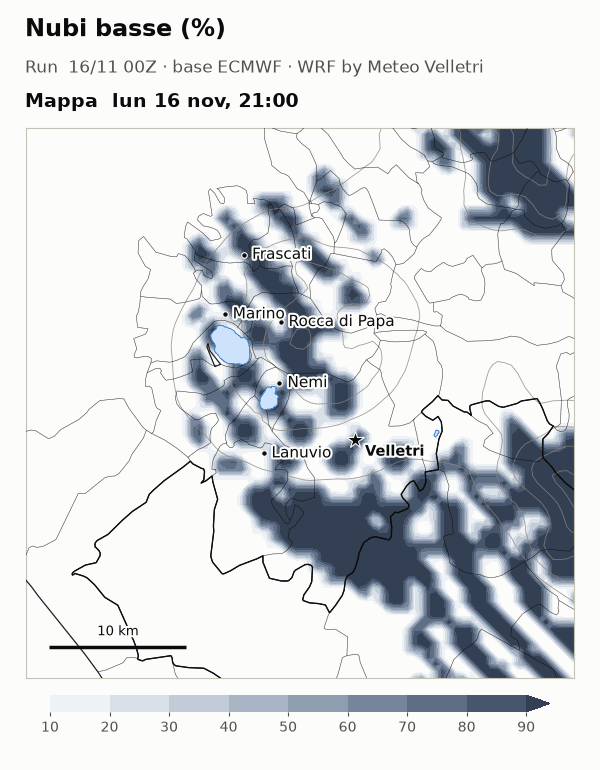 Nubi basse (%)
Run  16/11 00Z · base ECMWF · WRF by Meteo Velletri
Mappa  lun 16 nov, 21:00
Frascati
Marino
Rocca di Papa
Nemi
Velletri
Lanuvio
10 km
10 20 30 40 50 60 70 80 90